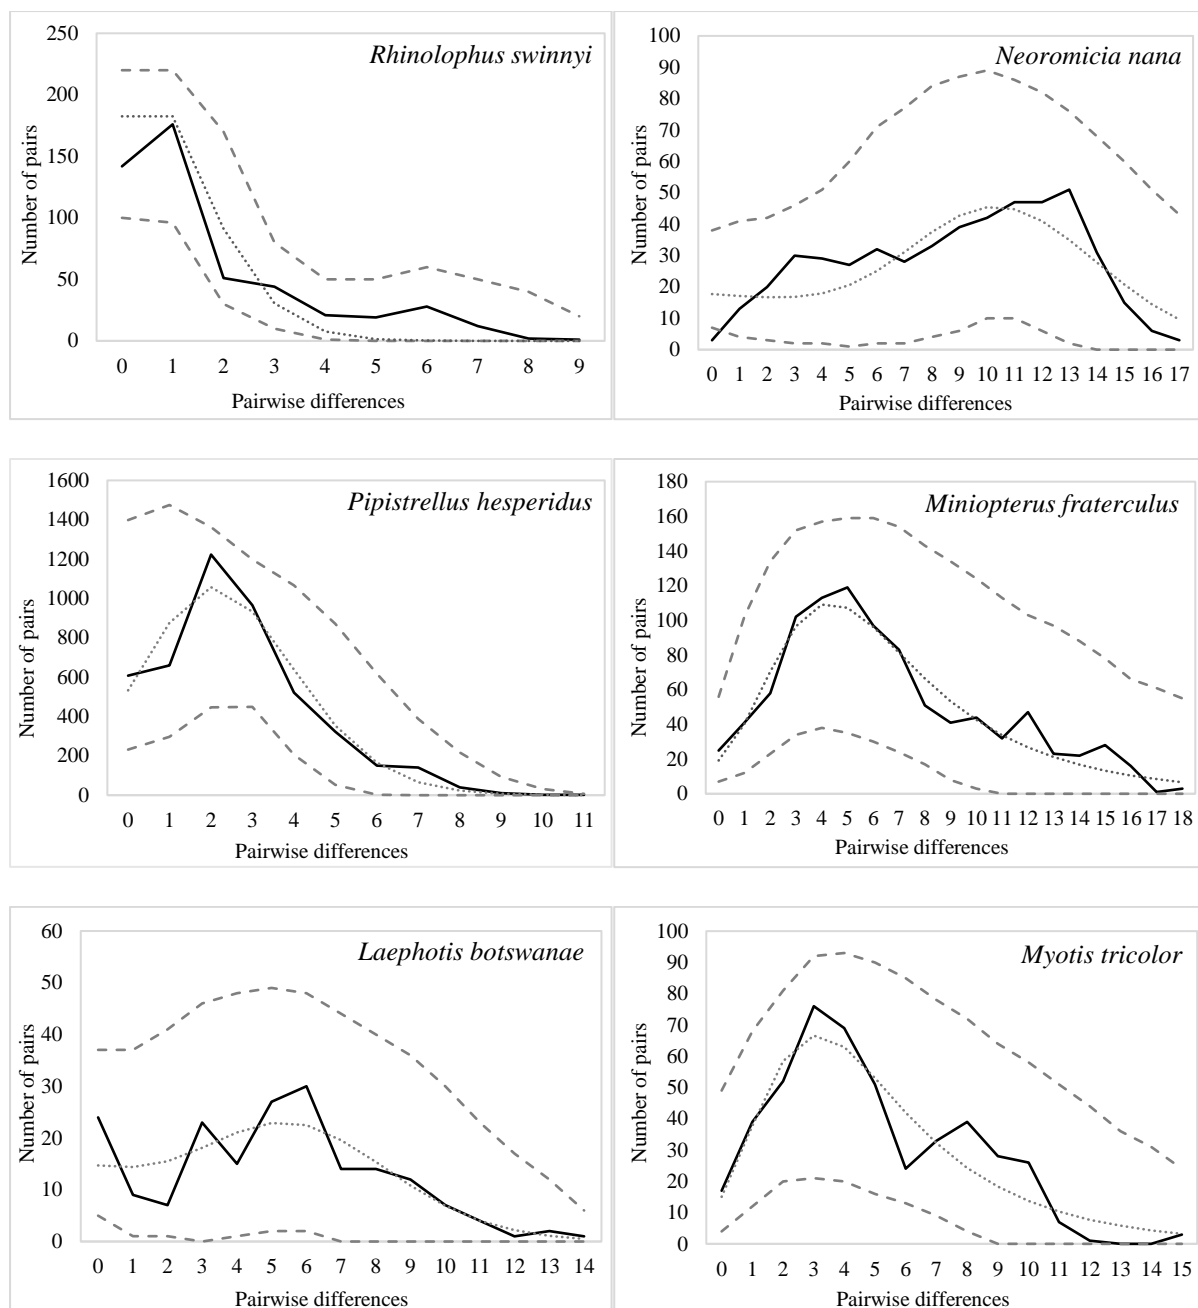 Rhinolophus swinnyi
Number of pairs
250
200
150
100
50
0
0 1 2 3 4 5 6 7 8 9
Pairwise differences
Neoromicia nana
Number of pairs
100
90
80
70
60
50
40
30
20
10
0
0 1 2 3 4 5 6 7 8 9 10 11 12 13 14 15 16 17
Pairwise differences
Pipistrellus hesperidus
Number of pairs
1600
1400
1200
1000
800
600
400
200
0
0 1 2 3 4 5 6 7 8 9 10 11
Pairwise differences
Miniopterus fraterculus
Number of pairs
180
160
140
120
100
80
60
40
20
0
0 1 2 3 4 5 6 7 8 9 10 11 12 13 14 15 16 17 18
Pairwise differences
Laephotis botswanae
Number of pairs
60
50
40
30
20
10
0
0 1 2 3 4 5 6 7 8 9 10 11 12 13 14
Pairwise differences
Myotis tricolor
Number of pairs
100
90
80
70
60
50
40
30
20
10
0
0 1 2 3 4 5 6 7 8 9 10 11 12 13 14 15
Pairwise differences